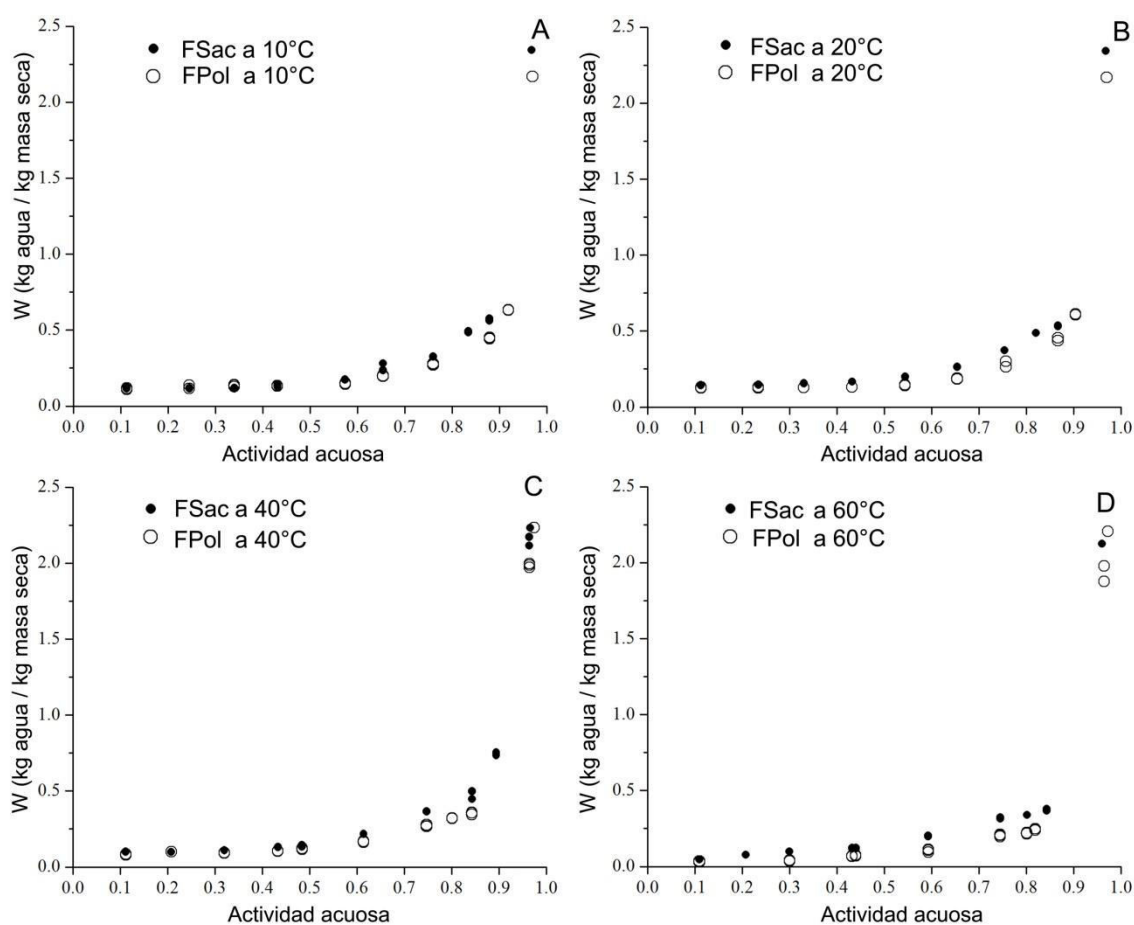 A
FSac a 10°C
FPol a 10°C
W (kg agua / kg masa seca)
2.5
2.0
1.5
1.0
0.5
0.0
0.0 0.1 0.2 0.3 0.4 0.5 0.6 0.7 0.8 0.9 1.0
Actividad acuosa
B
FSac a 20°C
FPol a 20°C
W (kg agua / kg masa seca)
2.5
2.0
1.5
1.0
0.5
0.0
0.0 0.1 0.2 0.3 0.4 0.5 0.6 0.7 0.8 0.9 1.0
Actividad acuosa
C
FSac a 40°C
FPol a 40°C
W (kg agua / kg masa seca)
2.5
2.0
1.5
1.0
0.5
0.0
0.0 0.1 0.2 0.3 0.4 0.5 0.6 0.7 0.8 0.9 1.0
Actividad acuosa
D
FSac a 60°C
FPol a 60°C
W (kg agua / kg masa seca)
2.5
2.0
1.5
1.0
0.5
0.0
0.0 0.1 0.2 0.3 0.4 0.5 0.6 0.7 0.8 0.9 1.0
Actividad acuosa